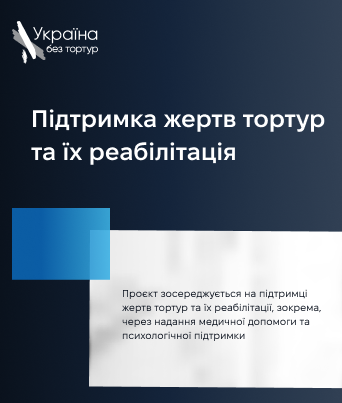 Україна
без тортур
Підтримка жертв тортур
та їх реабілітація
Проєкт зосереджується на підтримці
жертв тортур та їх реабілітації, зокрема,
через надання медичної допомоги та
психологічної підтримки